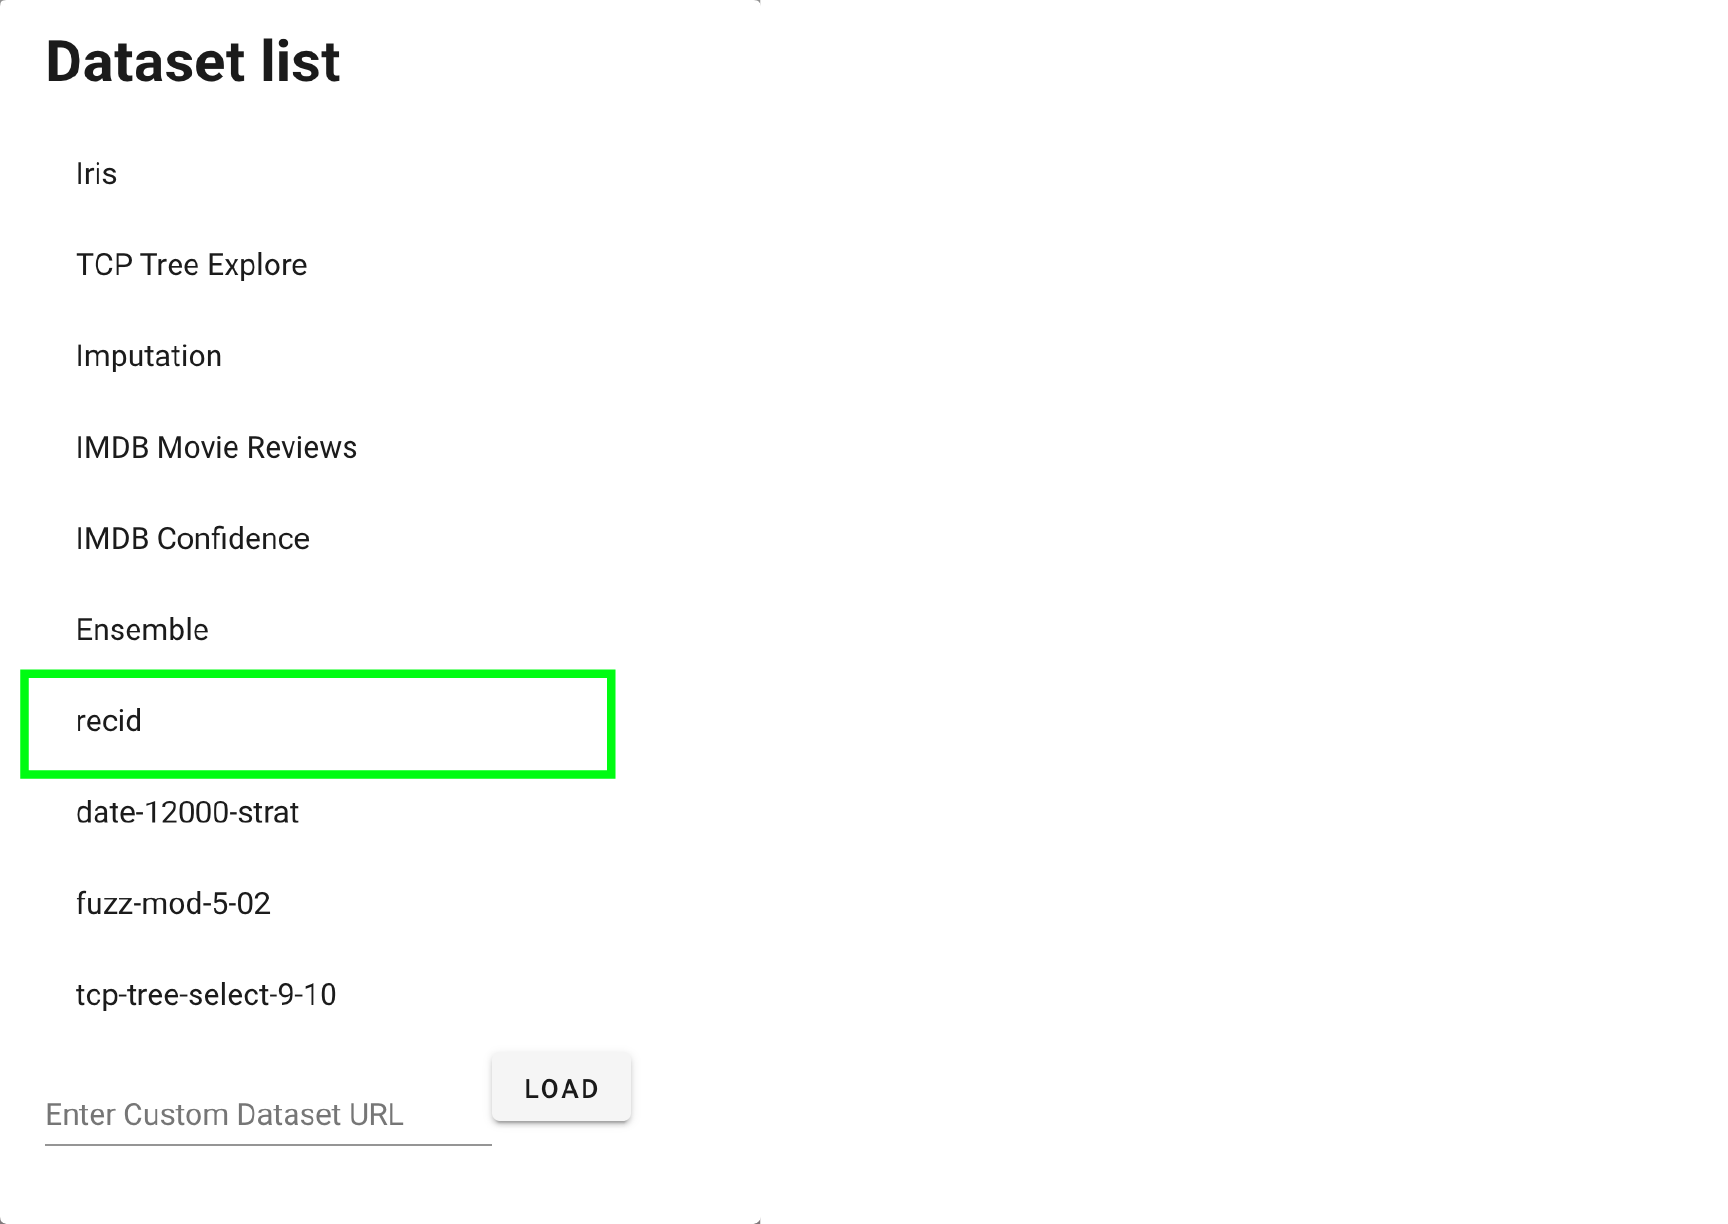 Dataset list
Iris
TCP Tree Explore
Imputation
IMDB Movie Reviews
IMDB Confidence
Ensemble
recid
date-12000-strat
fuzz-mod-5-02
tcp-tree-select-9-10
LOAD
Enter Custom Dataset URL